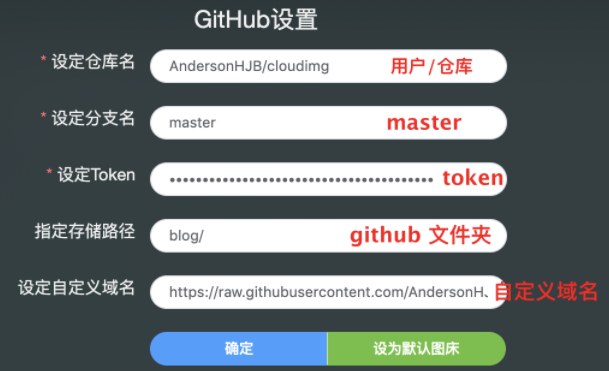 GitHub设置
* 设定仓库名 AndersonHJB/cloudimg 用户/仓库
* 设定分支名 master master
* 设定Token •••••••••••••••••••••••••••••••••••••••• token
指定存储路径 blog/ github 文件夹
设定自定义域名 https://raw.githubusercontent.com/AndersonH 自定义域名
确定 设为默认图床